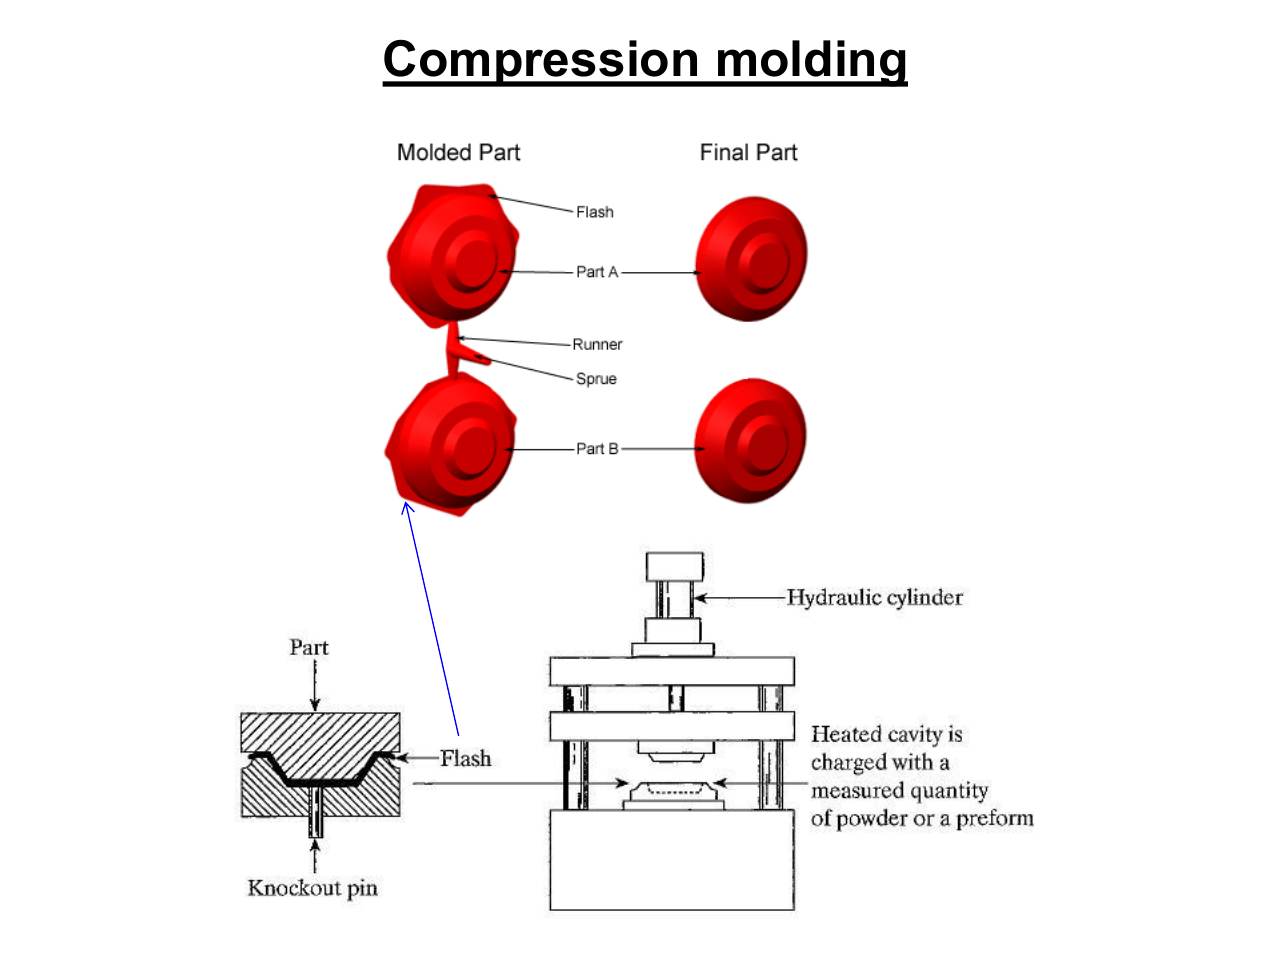 Compression molding
Molded Part
Final Part
Flash
Part A
Runner
Sprue
Part B
Hydraulic cylinder
Part
Flash
Heated cavity is
charged with a
measured quantity
of powder or a preform
Knockout pin